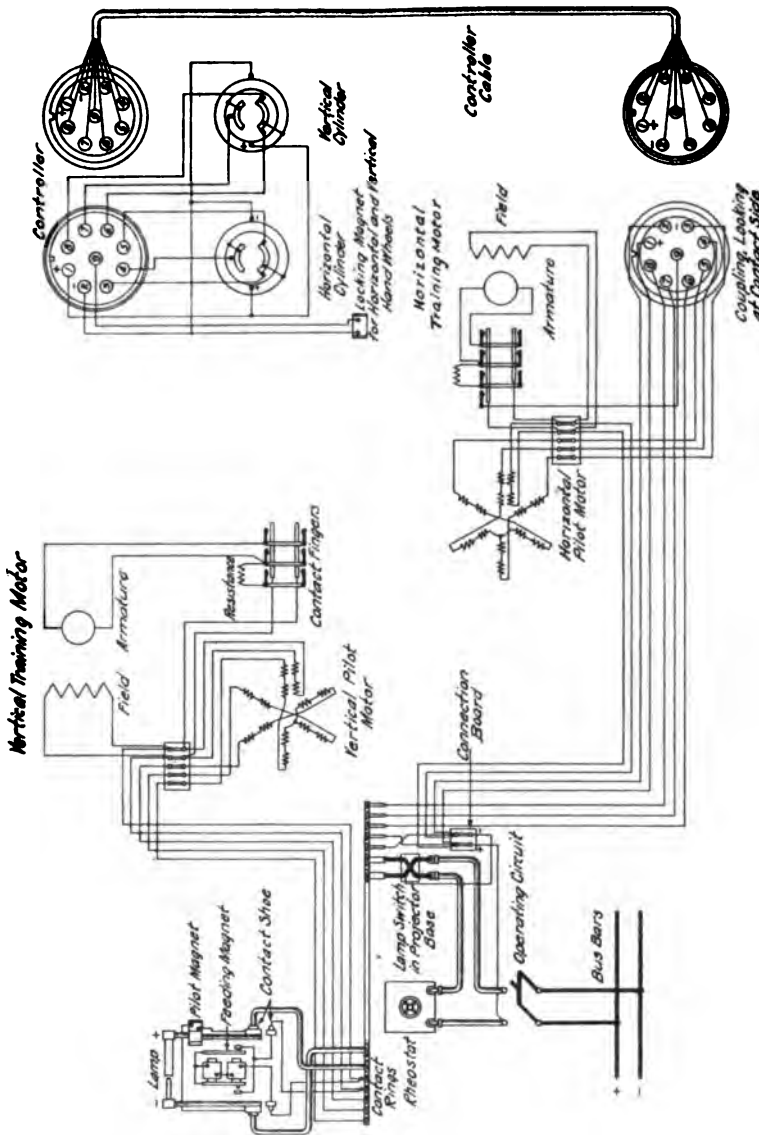 Vertical Training Motor
Field
Armature
Resistance
Contact Fingers
Vertical Pilot
Motor
Controller
Vertical
Cylinder
Horizontal
Cylinder
Locking Magnet
for Horizontal and Vertical
Hand Wheels
Controller
Cable
Horizontal
Training Motor
Field
Armature
Horizontal
Pilot Motor
Coupling, Looking
at Contact Side
- Lamp +
Pilot Magnet
Feeding Magnet
Contact Shoe
Contact
Rings
Rheostat
Lamp Switch
in Projector
Base
Connection
Board
Operating Circuit
Bus Bars
+
-